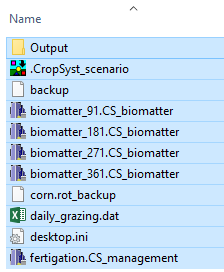 Name
Output
.CropSyst_scenario
backup
biomatter_91.CS_biomatter
biomatter_181.CS_biomatter
biomatter_271.CS_biomatter
biomatter_361.CS_biomatter
corn.rot_backup
daily_grazing.dat
desktop.ini
fertigation.CS_management